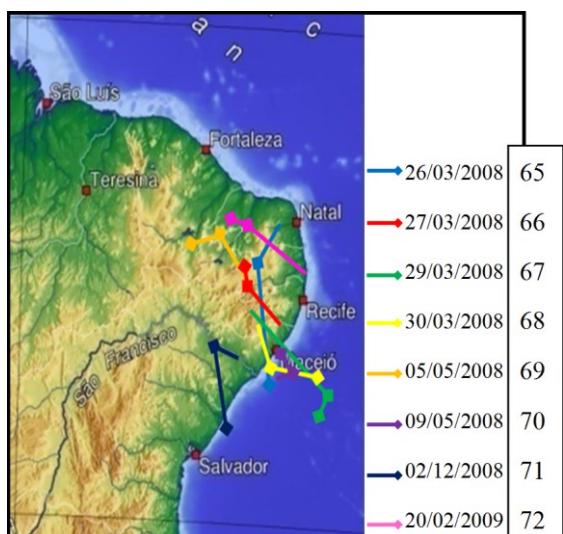 a n
c
São Luís
Fortaleza
Teresina
Natal
Recife
Maceió
São Francisco
Salvador
26/03/2008 65
27/03/2008 66
29/03/2008 67
30/03/2008 68
05/05/2008 69
09/05/2008 70
02/12/2008 71
20/02/2009 72